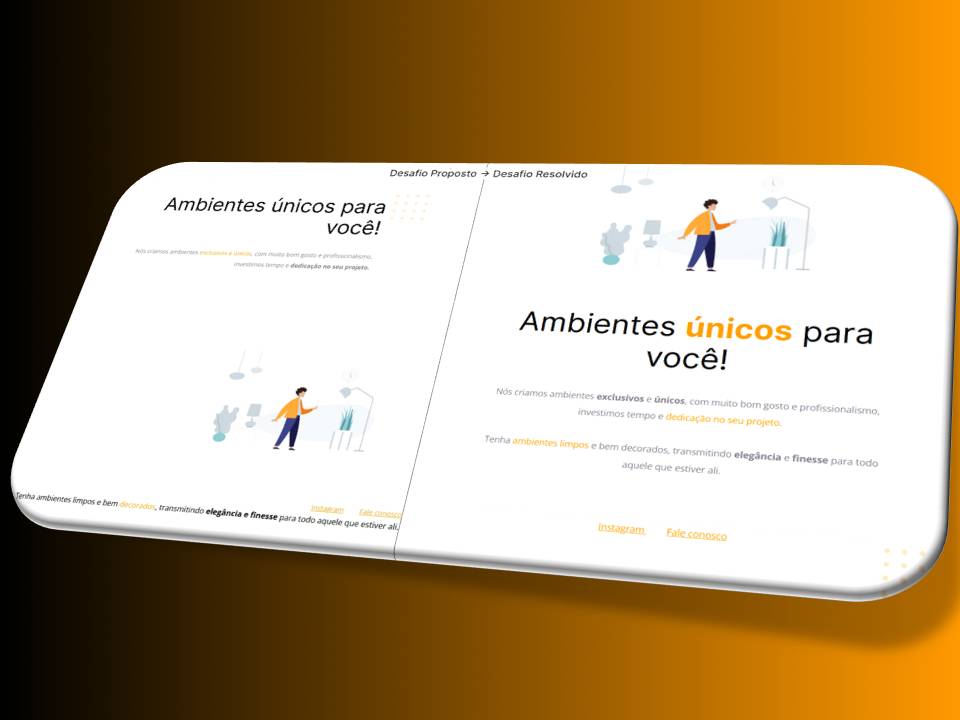 Desafio Proposto → Desafio Resolvido
Ambientes únicos para
você!
Nós criamos ambientes exclusivos e únicos, com muito bom gosto e profissionalismo,
investimos tempo e dedicação no seu projeto.
Instagram Fale conosco
Tenha ambientes limpos e bem decorados, transmitindo elegância e finesse para todo aquele que estiver ali.
Ambientes únicos para
você!
Nós criamos ambientes exclusivos e únicos, com muito bom gosto e profissionalismo,
investimos tempo e dedicação no seu projeto.
Tenha ambientes limpos e bem decorados, transmitindo elegância e finesse para todo
aquele que estiver ali.
Instagram Fale conosco